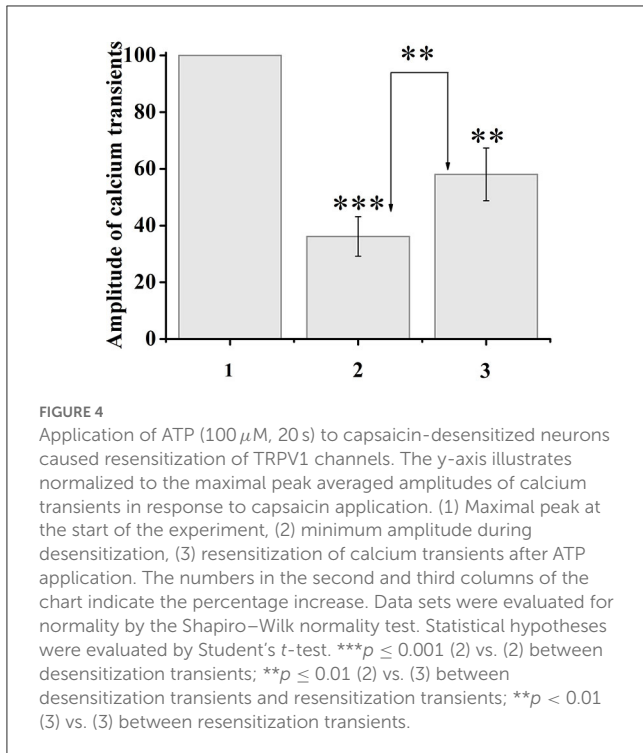 Amplitude of calcium transients
100
80
60
40
20
0
**
***
**
1 2 3
FIGURE 4
Application of ATP (100 μM, 20 s) to capsaicin-desensitized neurons
caused resensitization of TRPV1 channels. The y-axis illustrates
normalized to the maximal peak averaged amplitudes of calcium
transients in response to capsaicin application. (1) Maximal peak at
the start of the experiment, (2) minimum amplitude during
desensitization, (3) resensitization of calcium transients after ATP
application. The numbers in the second and third columns of the
chart indicate the percentage increase. Data sets were evaluated for
normality by the Shapiro–Wilk normality test. Statistical hypotheses
were evaluated by Student's t-test. ***p ≤ 0.001 (2) vs. (2) between
desensitization transients; **p ≤ 0.01 (2) vs. (3) between
desensitization transients and resensitization transients; **p < 0.01
(3) vs. (3) between resensitization transients.